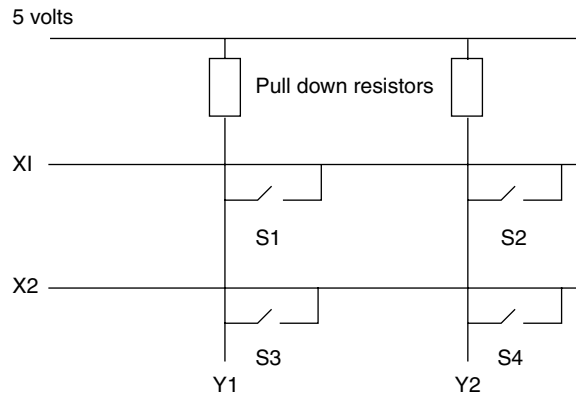 5 volts
Pull down resistors
XI
S1
S2
X2
S3
S4
Y1
Y2